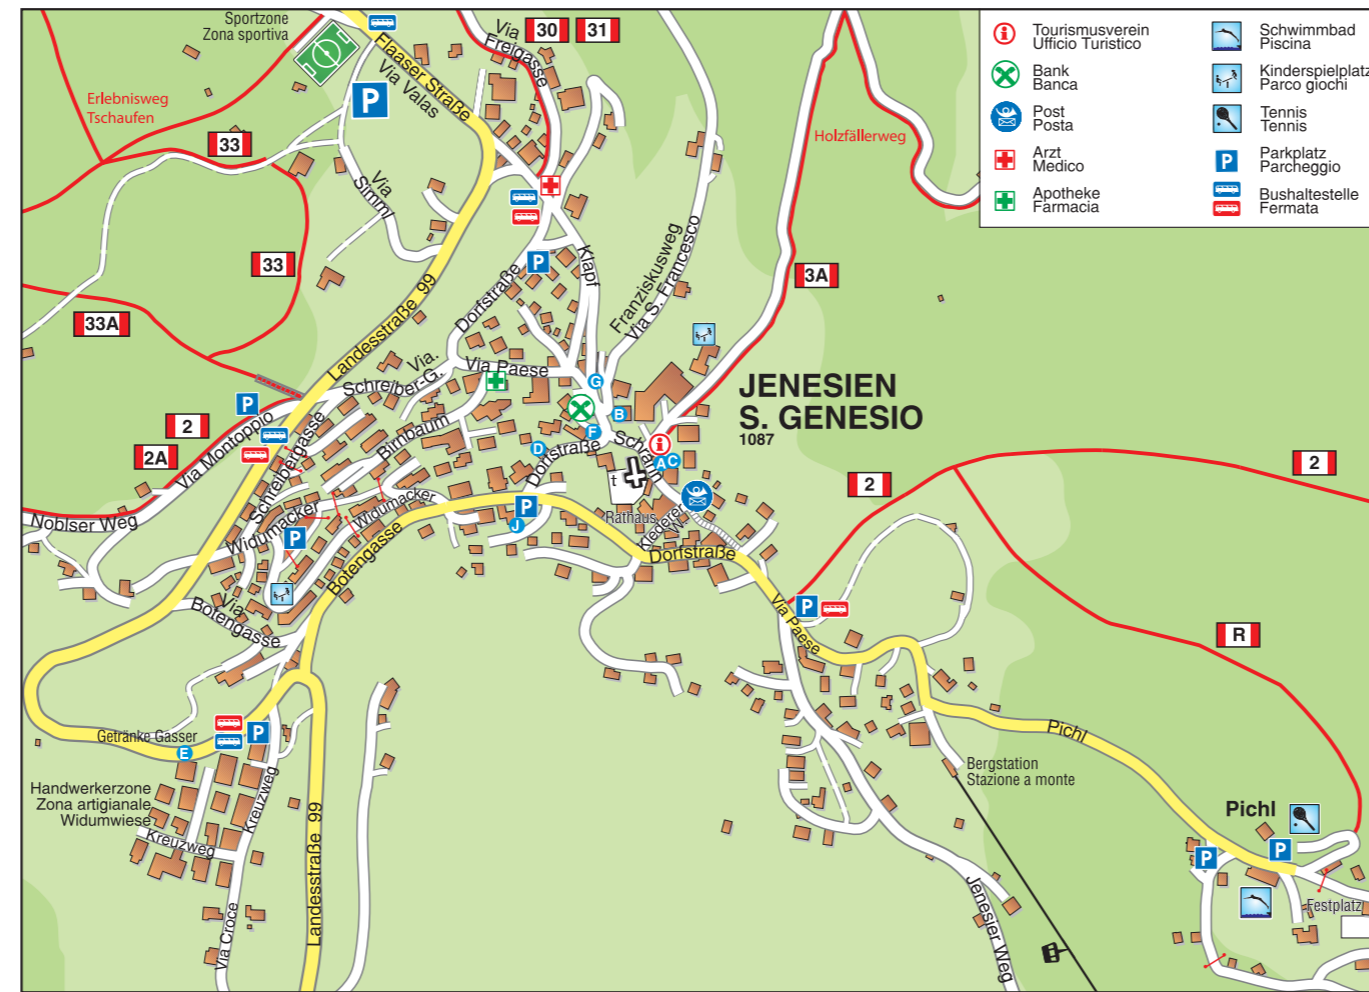 Sportzone
Zona sportiva
Flaaser Straße
Via Valas
Via
Freigasse
30
31
Erlebnisweg
Tschaufen
P
33
Via
Simml
Holzfällerweg
i
Tourismusverein
Ufficio Turistico
Bank
Banca
Post
Posta
Arzt
Medico
Apotheke
Farmacia
Schwimmbad
Piscina
Kinderspielplatz
Parco giochi
Tennis
Tennis
P
Parkplatz
Parcheggio
Bushaltestelle
Fermata
33
33A
3A
P
Klapf
Franziskusweg
Via S. Francesco
Landesstraße 99
Dorfstraße
Via.
Schreiber-G.
Via Paese
G
B
F
JENESIEN
S. GENESIO
1087
P
2
2A
Via Montoppio
Schreibergasse
Birnbaum
D
Dorfstraße
Schrann
i
A
C
t
Noblser Weg
Widumacker
Widumacker
P
P
J
Rathaus
Klederer
W.
Dorfstraße
Botengasse
2
2
Via
Botengasse
P
Via Paese
R
Getränke Gasser
E
P
Pichl
Bergstation
Stazione a monte
Handwerkerzone
Zona artigianale
Widumwiese
Kreuzweg
Kreuzweg
Landesstraße 99
Via Croce
Jenesier Weg
Pichl
P
P
Festplatz